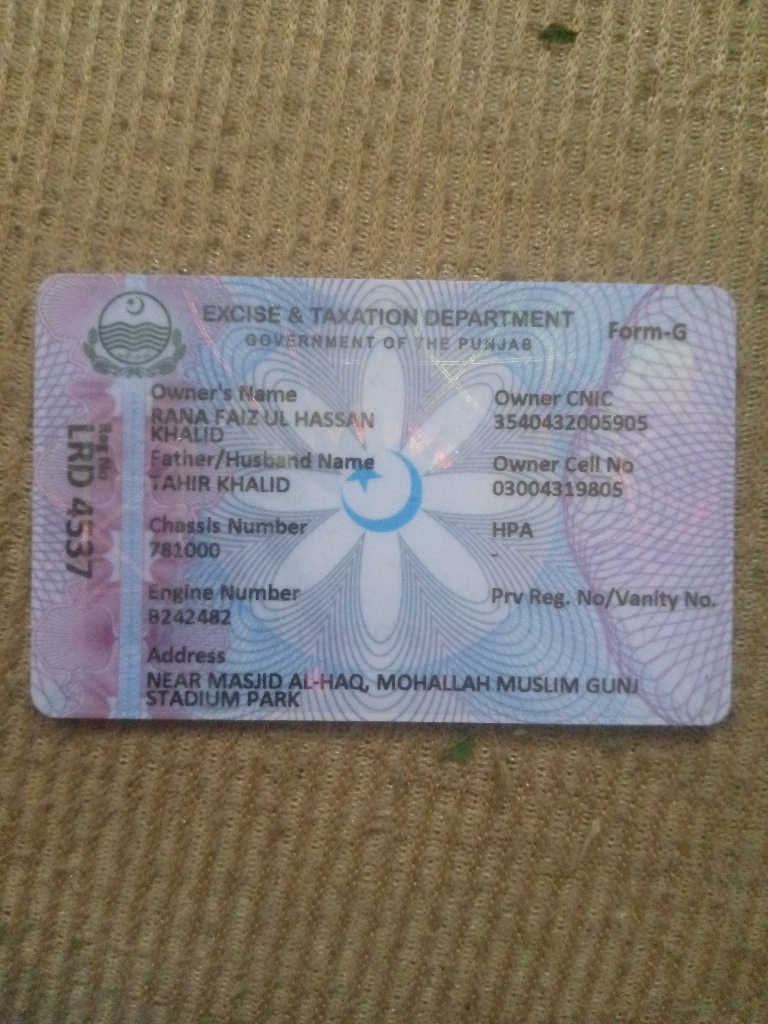 EXCISE & TAXATION DEPARTMENT
GOVERNMENT OF THE PUNJAB
Form-G
Reg No
LRD 4537
Owner's Name
RANA FAIZ UL HASSAN
KHALID
Owner CNIC
3540432005905
Father/Husband Name
TAHIR KHALID
Owner Cell No
03004319805
Chassis Number
781000
HPA
-
Engine Number
B242482
Prv Reg. No/Vanity No.
Address
NEAR MASJID AL-HAQ, MOHALLAH MUSLIM GUNJ
STADIUM PARK